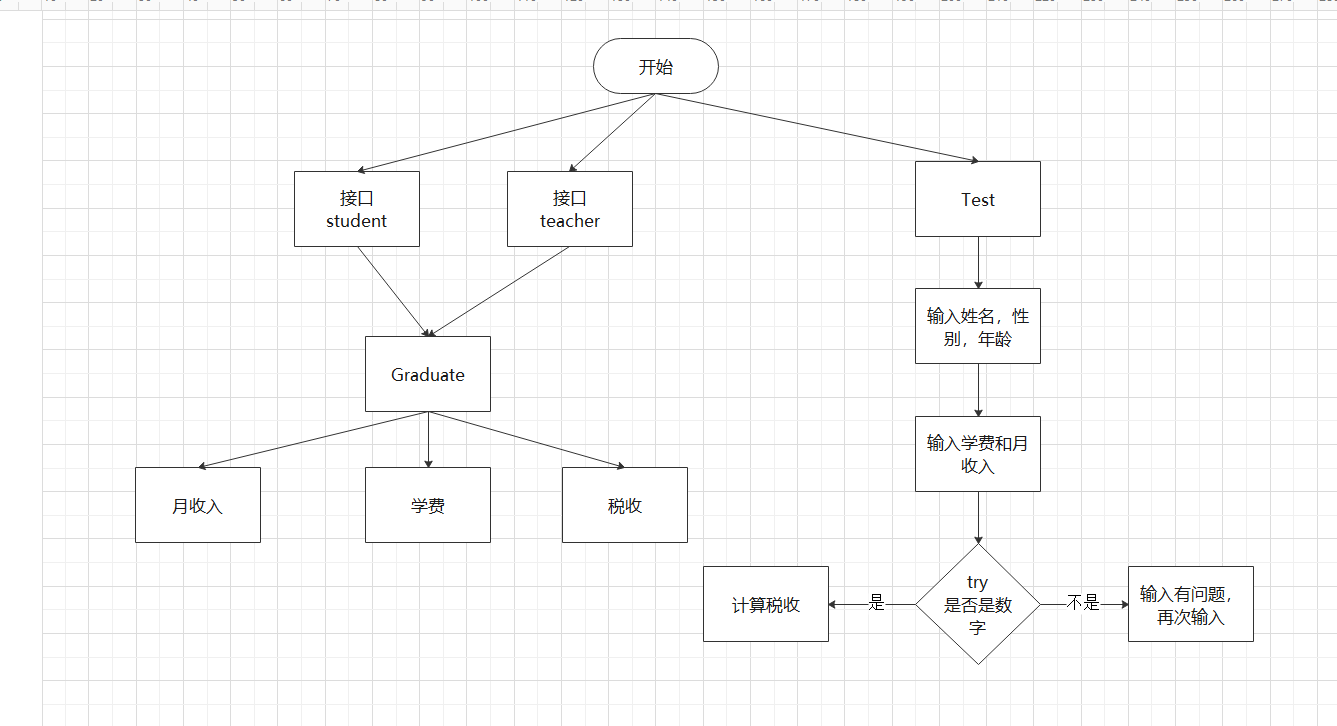 开始
接口
student
接口
teacher
Test
输入姓名，性
别，年龄
Graduate
输入学费和月
收入
月收入
学费
税收
try
是否是数
字
计算税收
是
不是
输入有问题，
再次输入